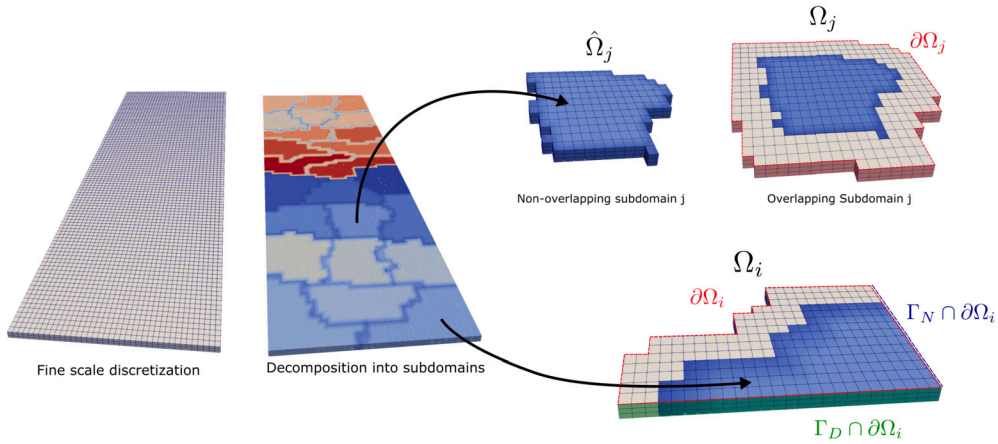 Ω̂_j
Ω_j
∂Ω_j
Non-overlapping subdomain j
Overlapping Subdomain j
Ω_i
∂Ω_i
Γ_N ∩ ∂Ω_i
Fine scale discretization
Decomposition into subdomains
Γ_D ∩ ∂Ω_i